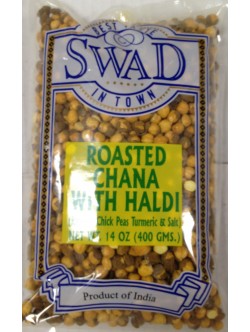 BEST
SWAD
IN TOWN
ROASTED
CHANA
WITH HALDI
Chick Peas Turmeric & Salt
NET WT. 14 OZ (400 GMS.)
Product of India